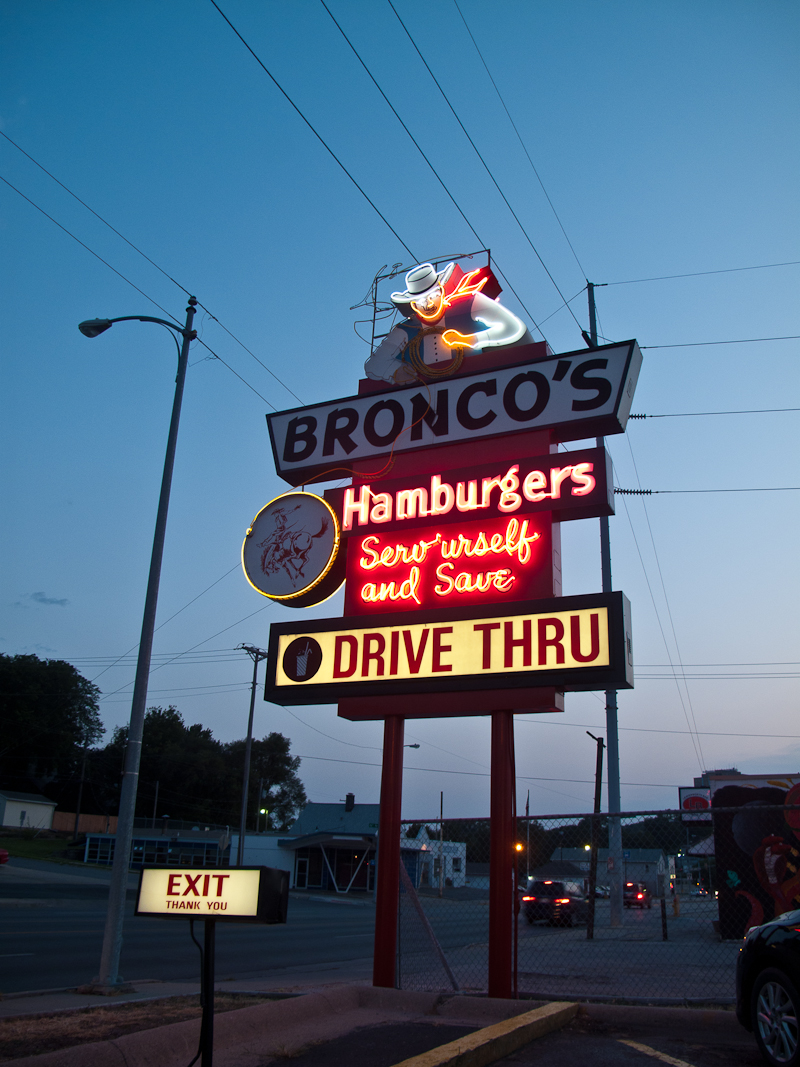 BRONCO'S
Hamburgers
Serv'urself
and Save
DRIVE THRU
EXIT
THANK YOU